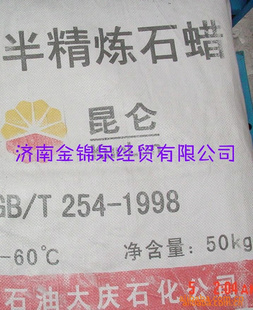 半精炼石蜡
昆仑
济南金锦泉经贸有限公司
GB/T 254-1998
-60℃ 净含量：50kg
石油大庆石化公司